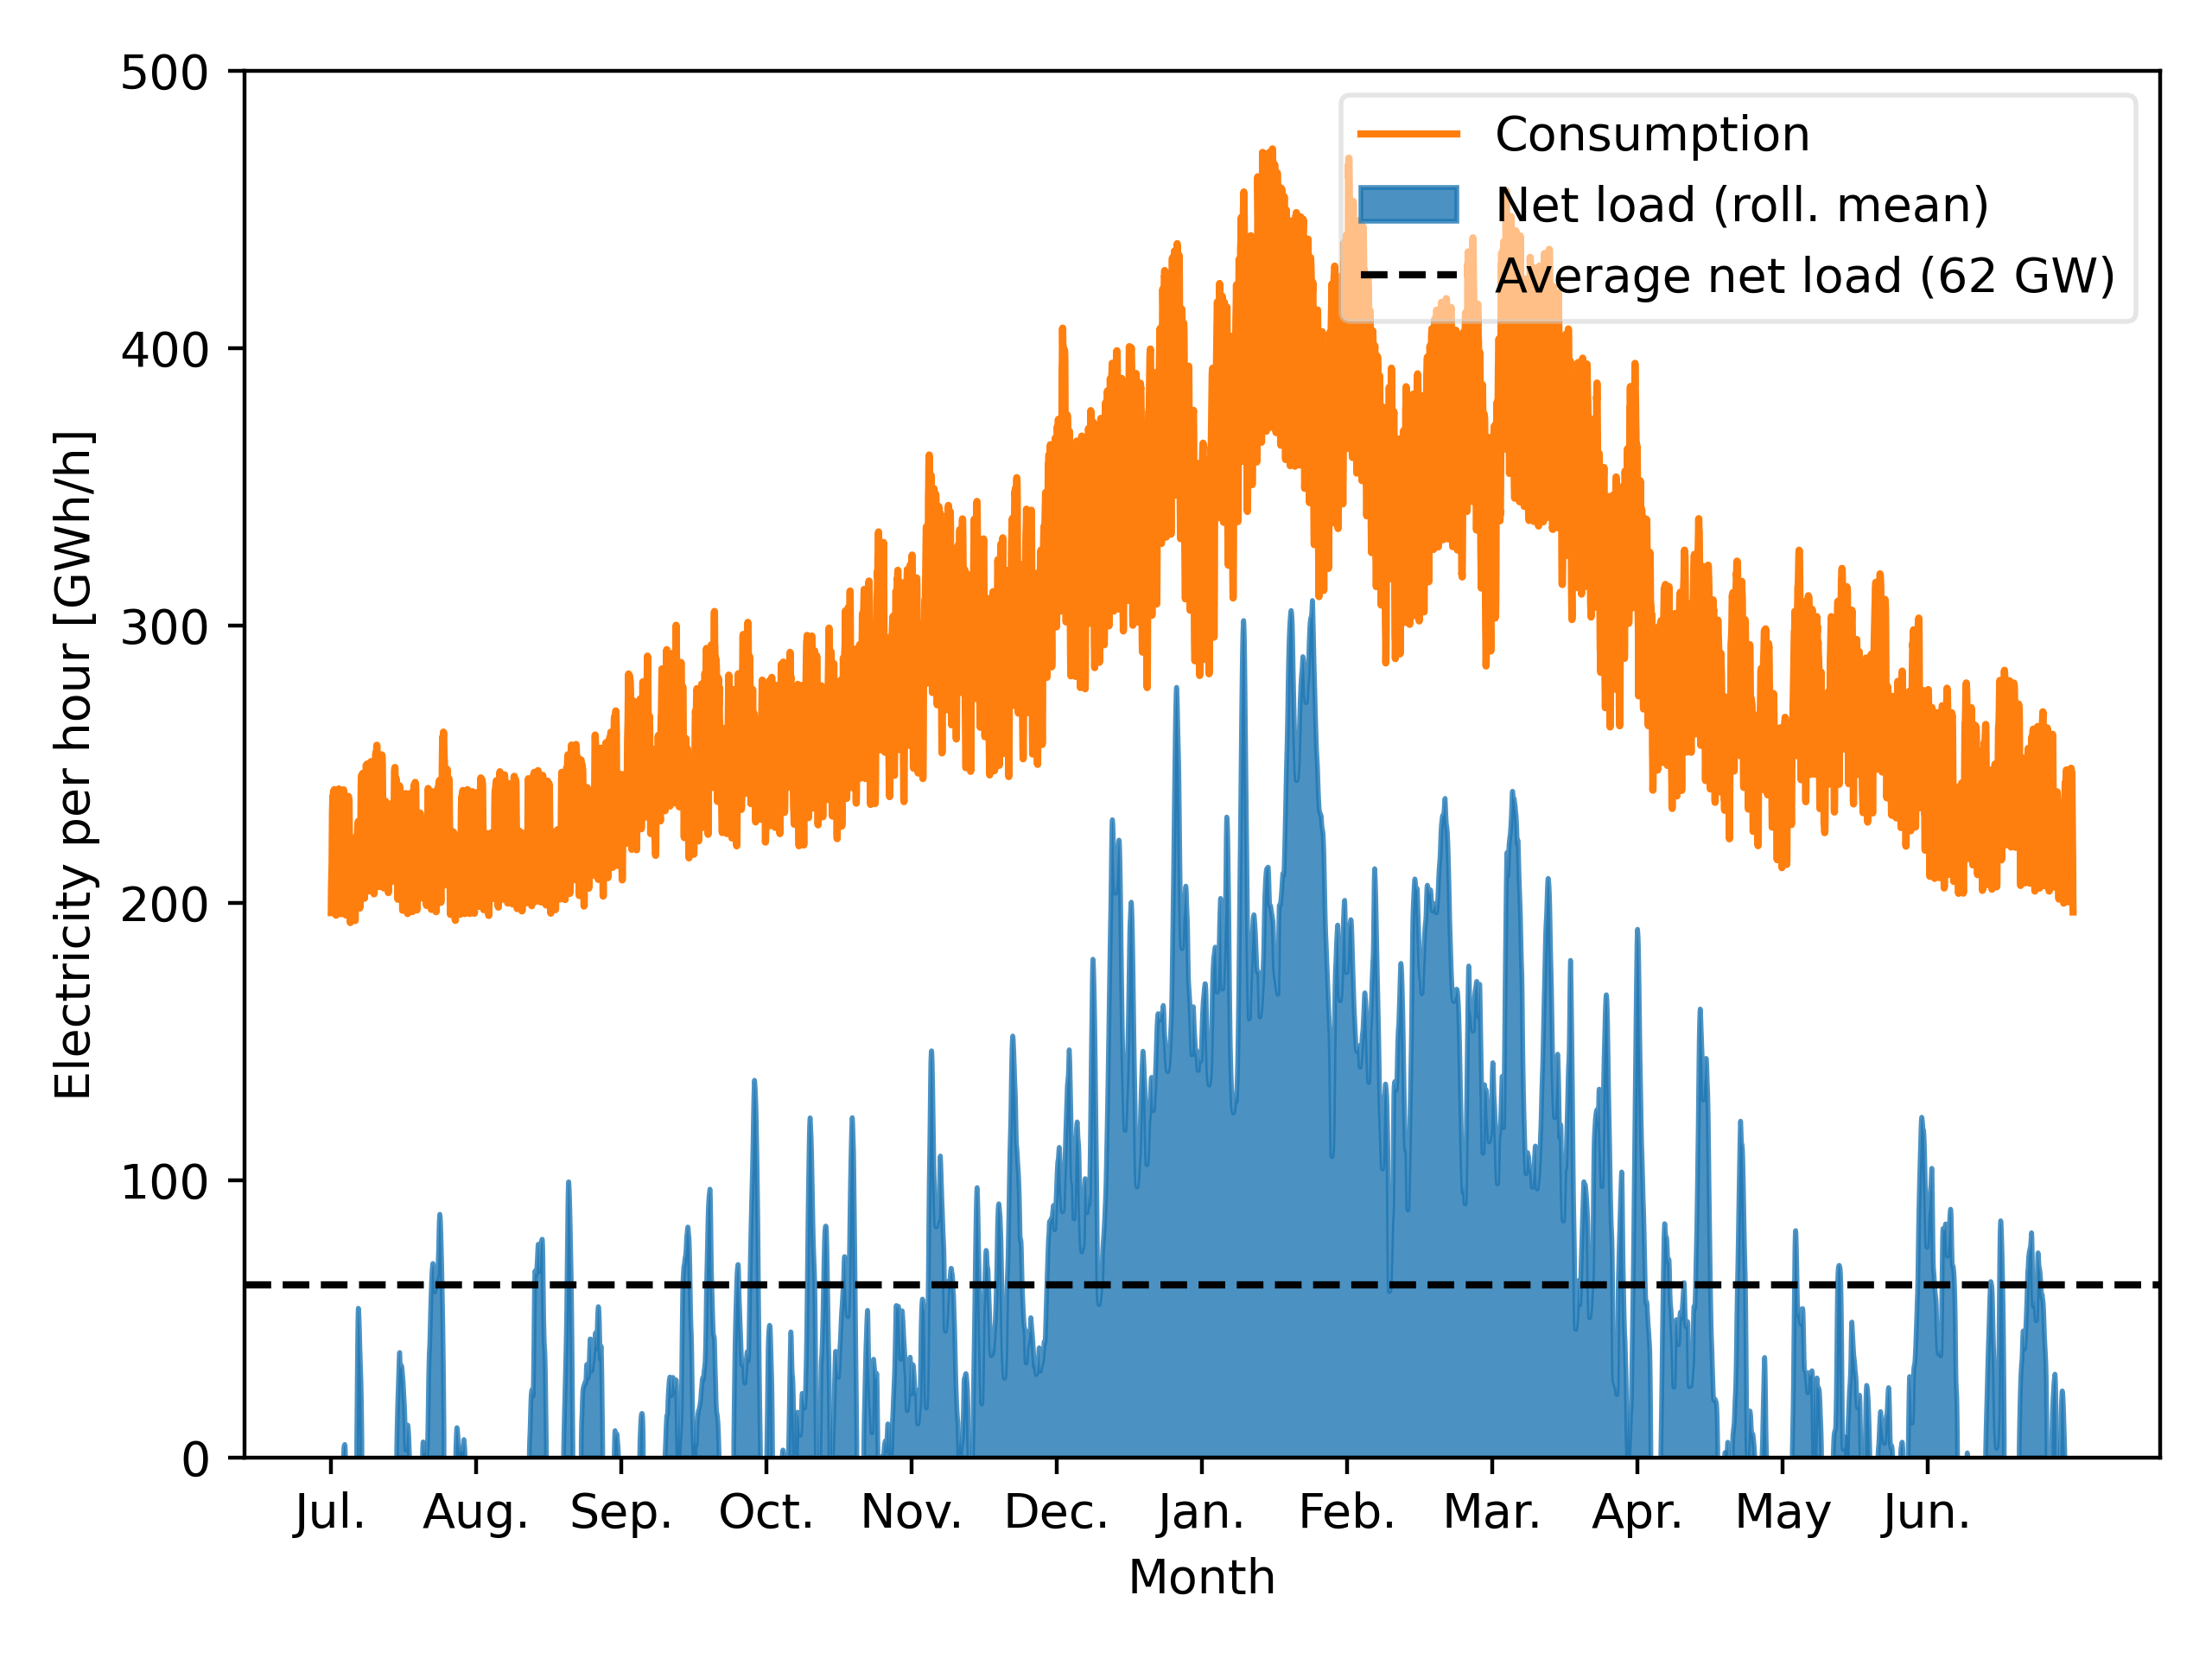 Electricity per hour [GWh/h]
500
400
300
200
100
0
Consumption
Net load (roll. mean)
Average net load (62 GW)
Jul. Aug. Sep. Oct. Nov. Dec. Jan. Feb. Mar. Apr. May Jun.
Month